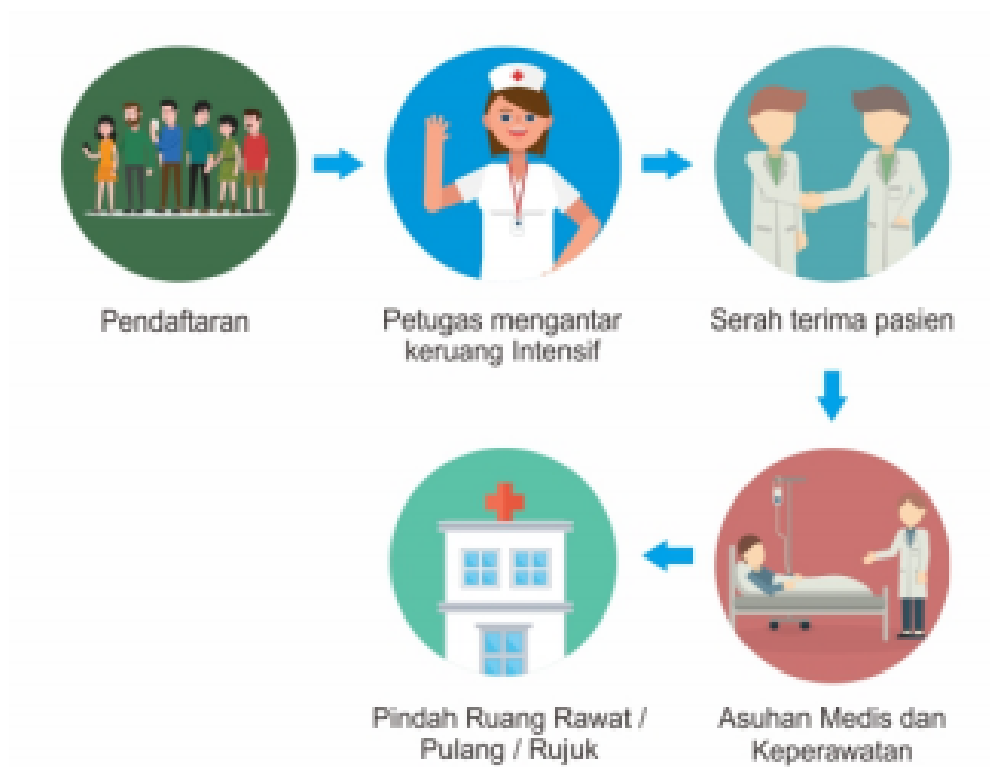 Pendaftaran
Petugas mengantar
keruang Intensif
Serah terima pasien
Asuhan Medis dan
Keperawatan
Pindah Ruang Rawat /
Pulang / Rujuk